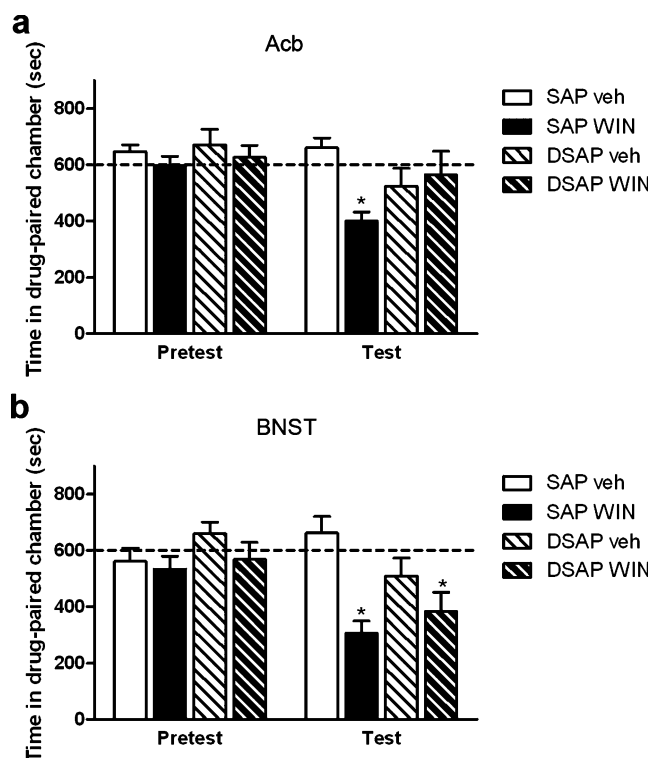 a
Acb
Time in drug-paired chamber (sec)
800
600
400
200
0
*
Pretest
Test
SAP veh
SAP WIN
DSAP veh
DSAP WIN
b
BNST
Time in drug-paired chamber (sec)
800
600
400
200
0
*
*
Pretest
Test
SAP veh
SAP WIN
DSAP veh
DSAP WIN